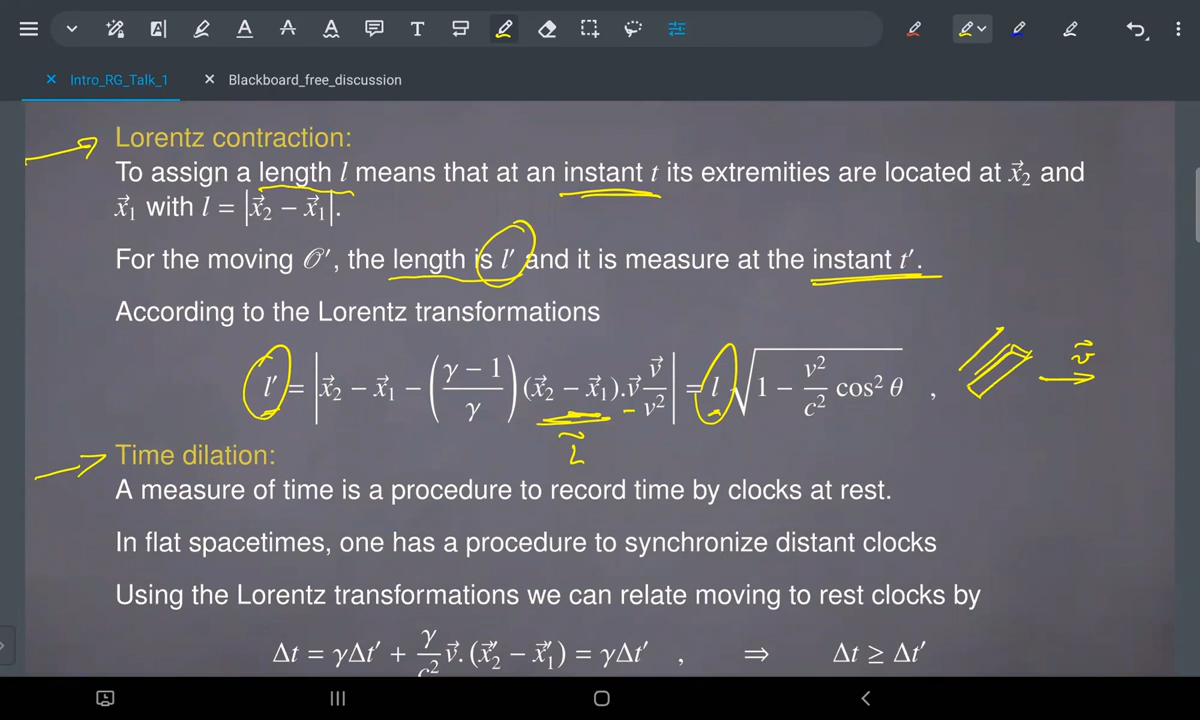 Intro_RG_Talk_1
Blackboard_free_discussion
Lorentz contraction:
To assign a length l means that at an instant t its extremities are located at x⃗₂ and
x⃗₁ with l = |x⃗₂ − x⃗₁|.
For the moving 𝒪′, the length is l′ and it is measure at the instant t′.
According to the Lorentz transformations
l′ = |x⃗₂ − x⃗₁ − ((γ − 1)/γ) (x⃗₂ − x⃗₁).v⃗ v⃗/v²| = l √(1 − v²/c² cos² θ) ,
v⃗
Time dilation:
A measure of time is a procedure to record time by clocks at rest.
In flat spacetimes, one has a procedure to synchronize distant clocks
Using the Lorentz transformations we can relate moving to rest clocks by
Δt = γΔt′ + γ/c² v⃗.(x⃗′₂ − x⃗′₁) = γΔt′ , ⇒ Δt ≥ Δt′